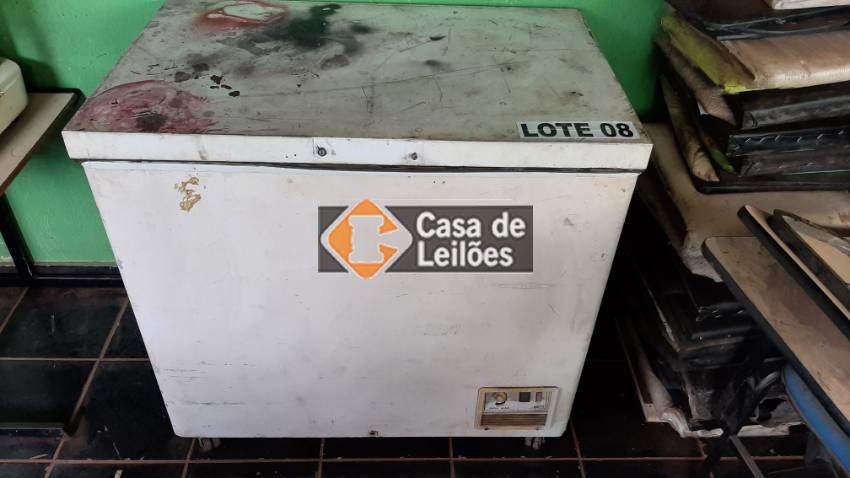 LOTE 08
Casa de
Leilões